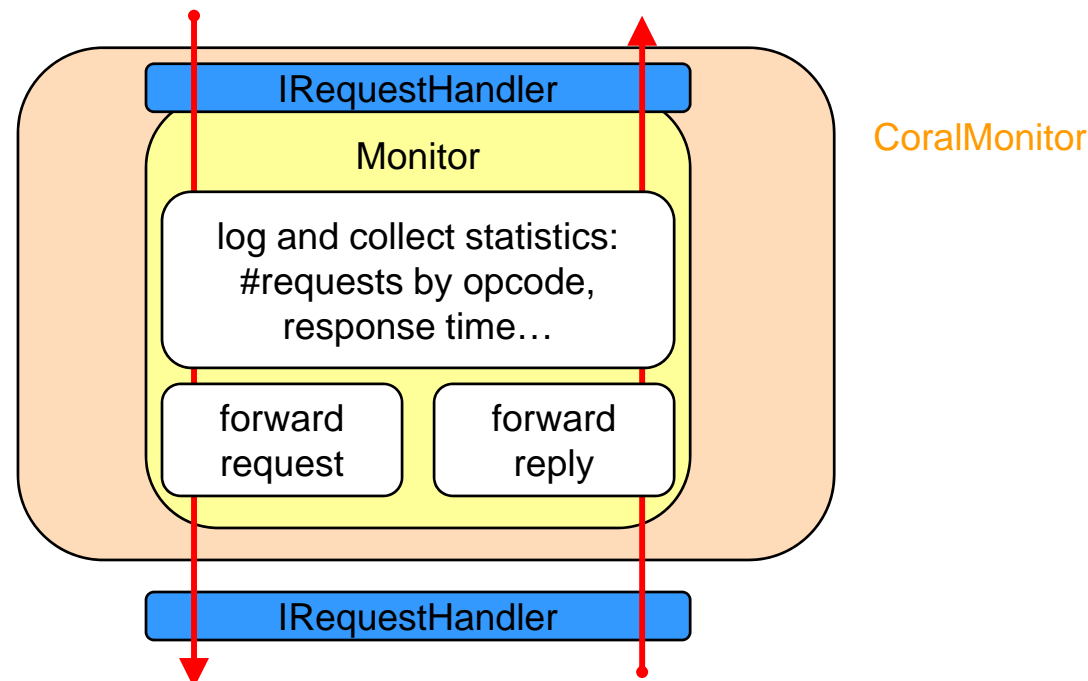 IRequestHandler
CoralMonitor
Monitor
log and collect statistics:
#requests by opcode,
response time…
forward
request
forward
reply
IRequestHandler